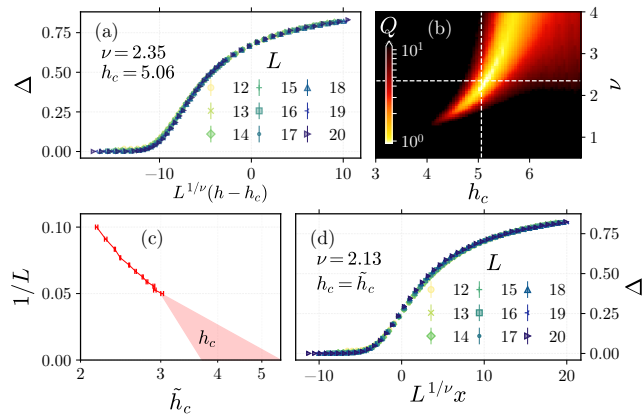 (a)
ν = 2.35
h_c = 5.06
L
12 15 18
13 16 19
14 17 20
0.75
0.50
0.25
0.00
Δ
−10 0 10
L^{1/ν}(h − h_c)
(b)
Q
10^1
10^0
4
3
2
1
ν
3 4 5 6
h_c
(c)
0.10
0.05
0.00
1/L
h_c
2 3 4 5
h̃_c
(d)
ν = 2.13
h_c = h̃_c
L
12 15 18
13 16 19
14 17 20
0.75
0.50
0.25
0.00
Δ
−10 0 10 20
L^{1/ν}x